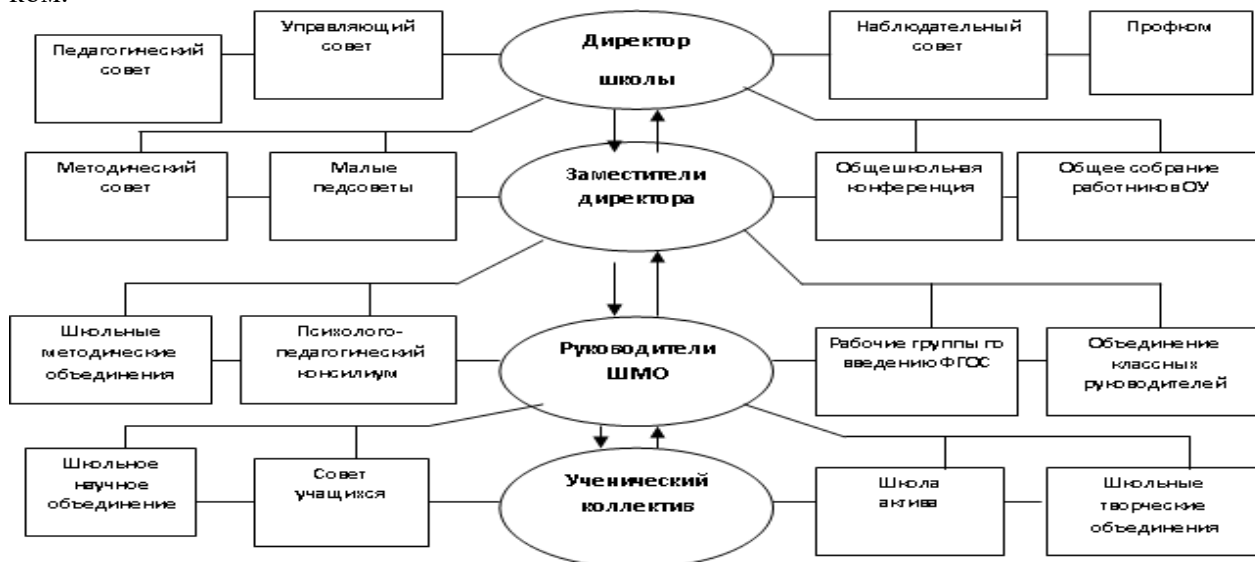 ком.
Педагогический
совет
Управляющий
совет
Директор
школы
Наблюдательный
совет
Профком
Методический
совет
Малые
педсоветы
Заместители
директора
Общешкольная
конференция
Общее собрание
работников ОУ
Школьные
методические
объединения
Психолого-
педагогический
консилиум
Руководители
ШМО
Рабочие группы по
введению ФГОС
Объединение
классных
руководителей
Школьное
научное
объединение
Совет
учащихся
Ученический
коллектив
Школа
актива
Школьные
творческие
объединения